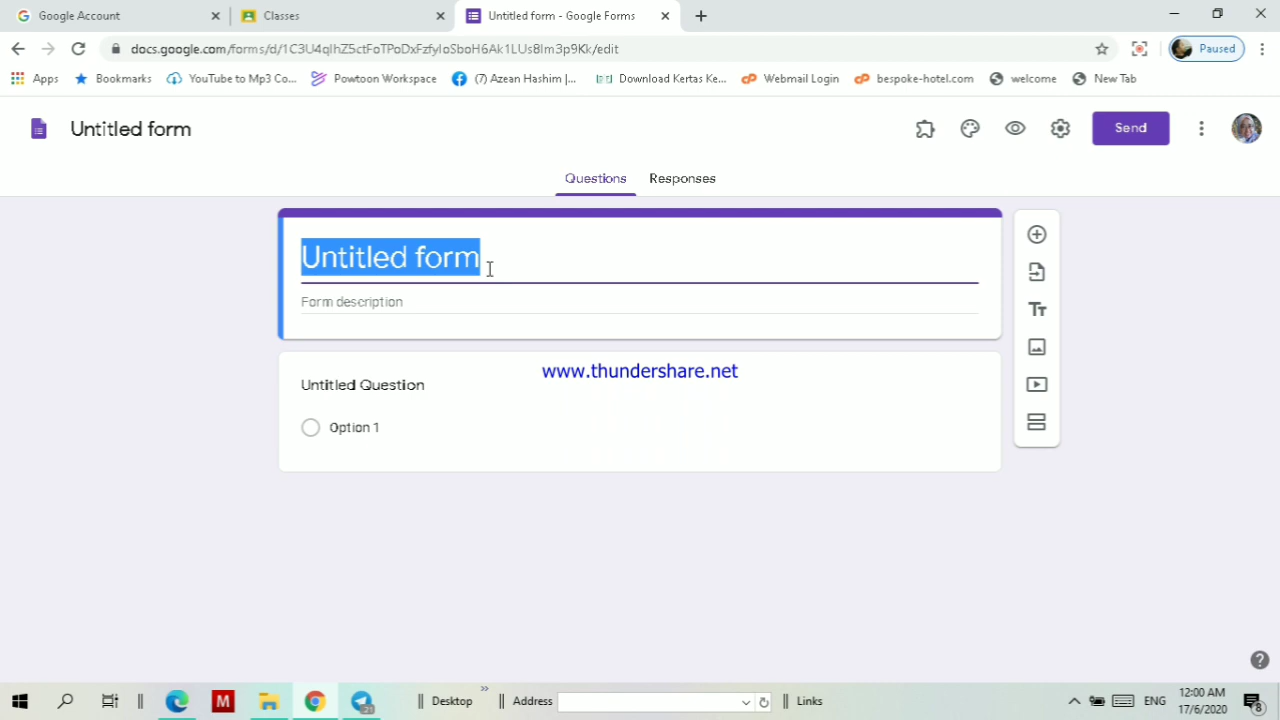 Google Account
Classes
Untitled form - Google Forms
docs.google.com/forms/d/1C3U4qlhZ5ctFoTPoDxFzfyloSboH6Ak1LUs8Im3p9Kk/edit
Paused
Apps
Bookmarks
YouTube to Mp3 Co...
Powtoon Workspace
(7) Azean Hashim |...
Download Kertas Ke...
Webmail Login
bespoke-hotel.com
welcome
New Tab
Untitled form
Send
Questions
Responses
Untitled form
Form description
www.thundershare.net
Untitled Question
Option 1
Desktop
Address
Links
ENG
12:00 AM
17/6/2020